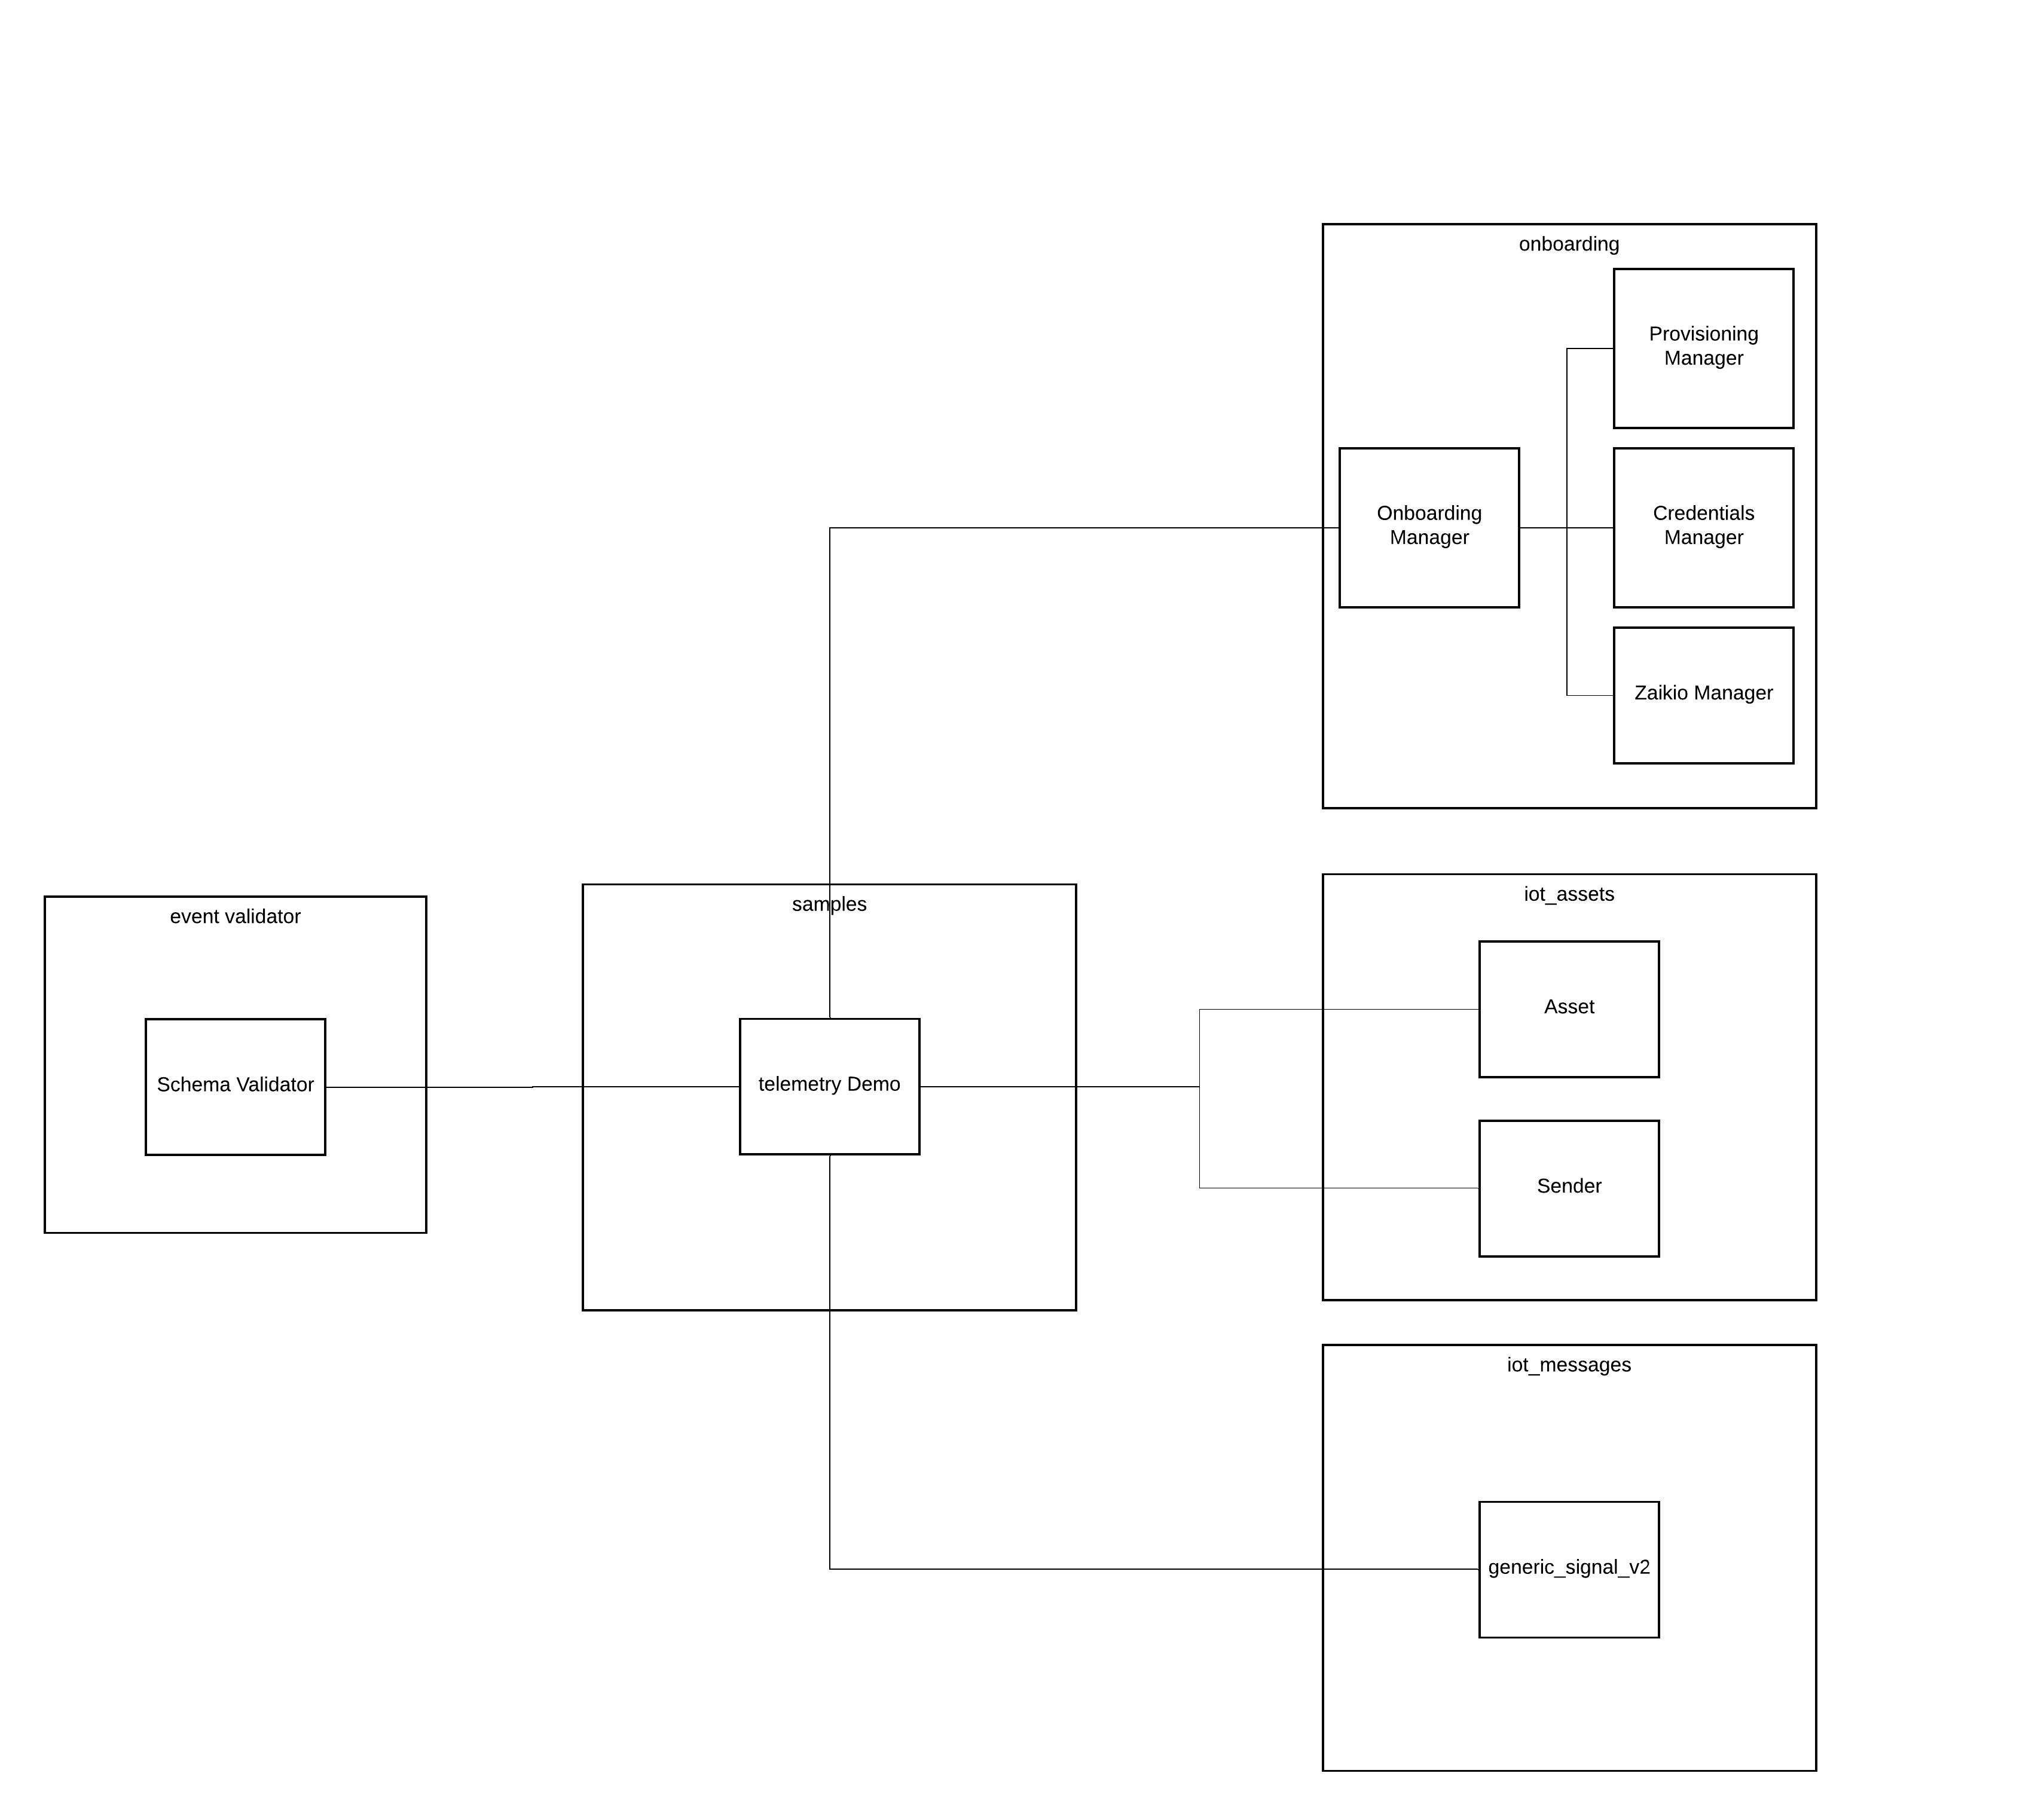 onboarding
Provisioning
Manager
Onboarding
Manager
Credentials
Manager
Zaikio Manager
event validator
Schema Validator
samples
telemetry Demo
iot_assets
Asset
Sender
iot_messages
generic_signal_v2